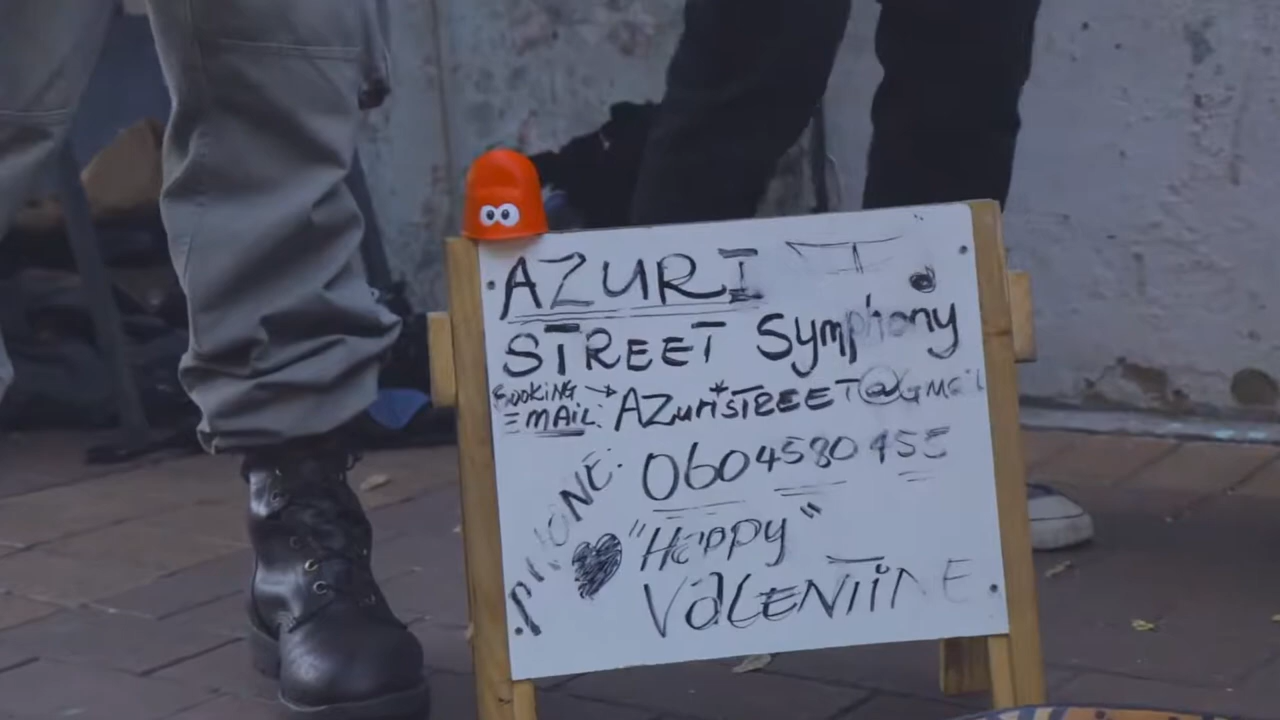 AZURI
STREET Symphony
BOOKING →
EMAIL: AZuriSTREET@GMail
PHONE: 0604580455
"Happy"
VaLENTINE